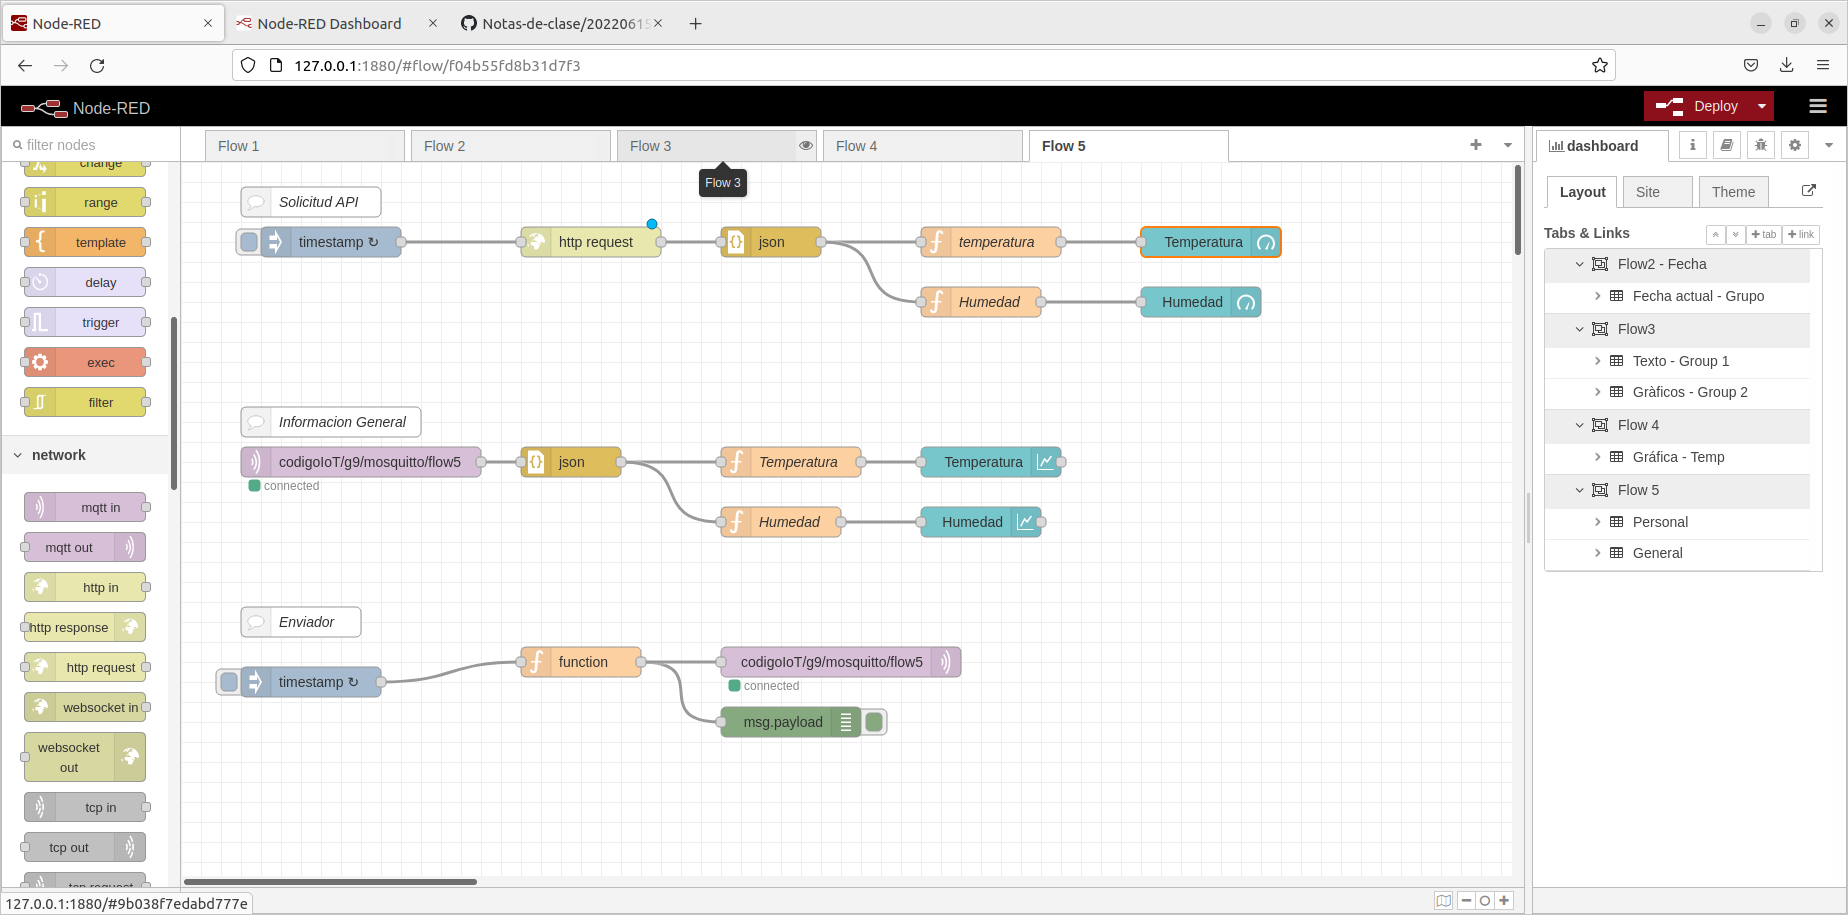 Node-RED
Node-RED Dashboard
Notas-de-clase/2022061
127.0.0.1:1880/#flow/f04b55fd8b31d7f3
Node-RED
Deploy
filter nodes
Flow 1
Flow 2
Flow 3
Flow 4
Flow 5
dashboard
Flow 3
Layout
Site
Theme
Tabs & Links
tab
link
Flow2 - Fecha
Fecha actual - Grupo
Flow3
Texto - Group 1
Gràficos - Group 2
Flow 4
Gráfica - Temp
Flow 5
Personal
General
change
range
template
delay
trigger
exec
filter
network
mqtt in
mqtt out
http in
http response
http request
websocket in
websocket
out
tcp in
tcp out
tcp request
Solicitud API
timestamp ↻
http request
json
temperatura
Temperatura
Humedad
Humedad
Informacion General
codigoIoT/g9/mosquitto/flow5
connected
json
Temperatura
Temperatura
Humedad
Humedad
Enviador
timestamp ↻
function
codigoIoT/g9/mosquitto/flow5
connected
msg.payload
127.0.0.1:1880/#9b038f7edabd777e